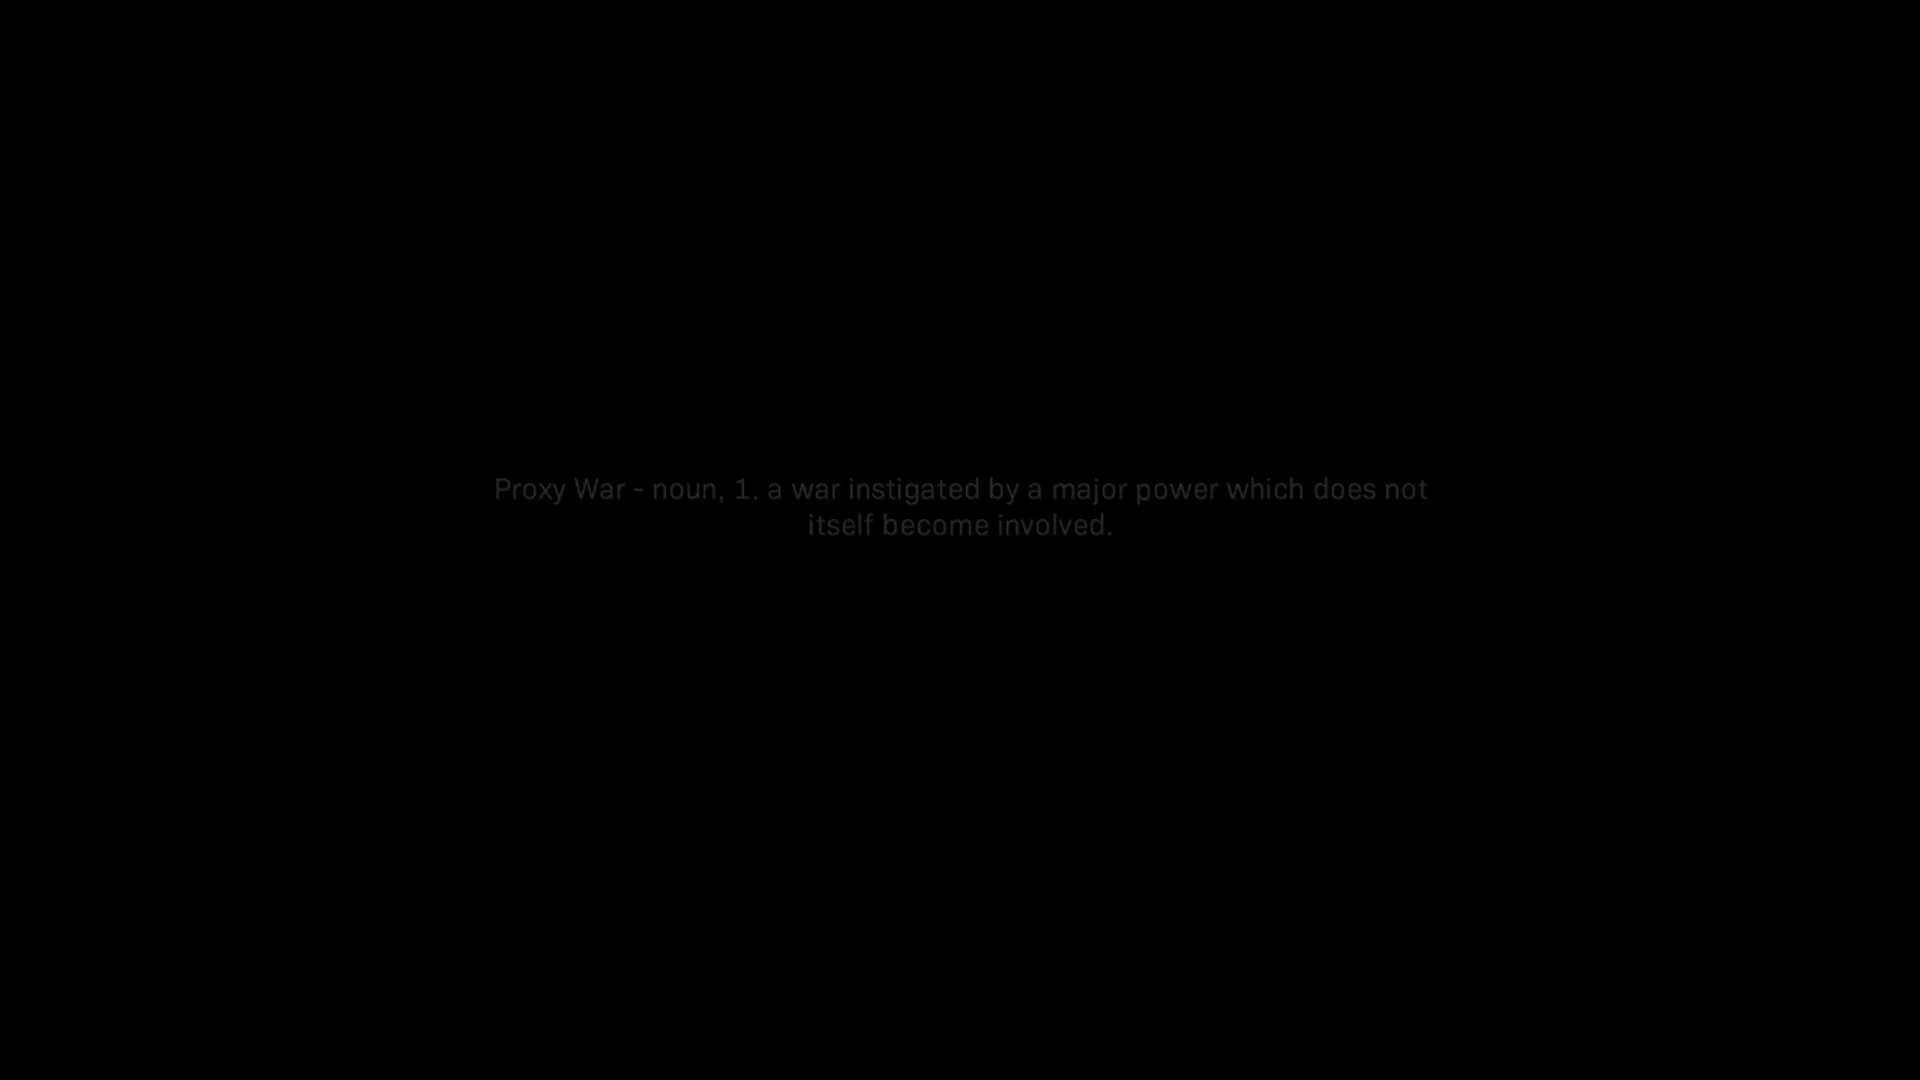 Proxy War - noun, 1. a war instigated by a major power which does not
itself become involved.